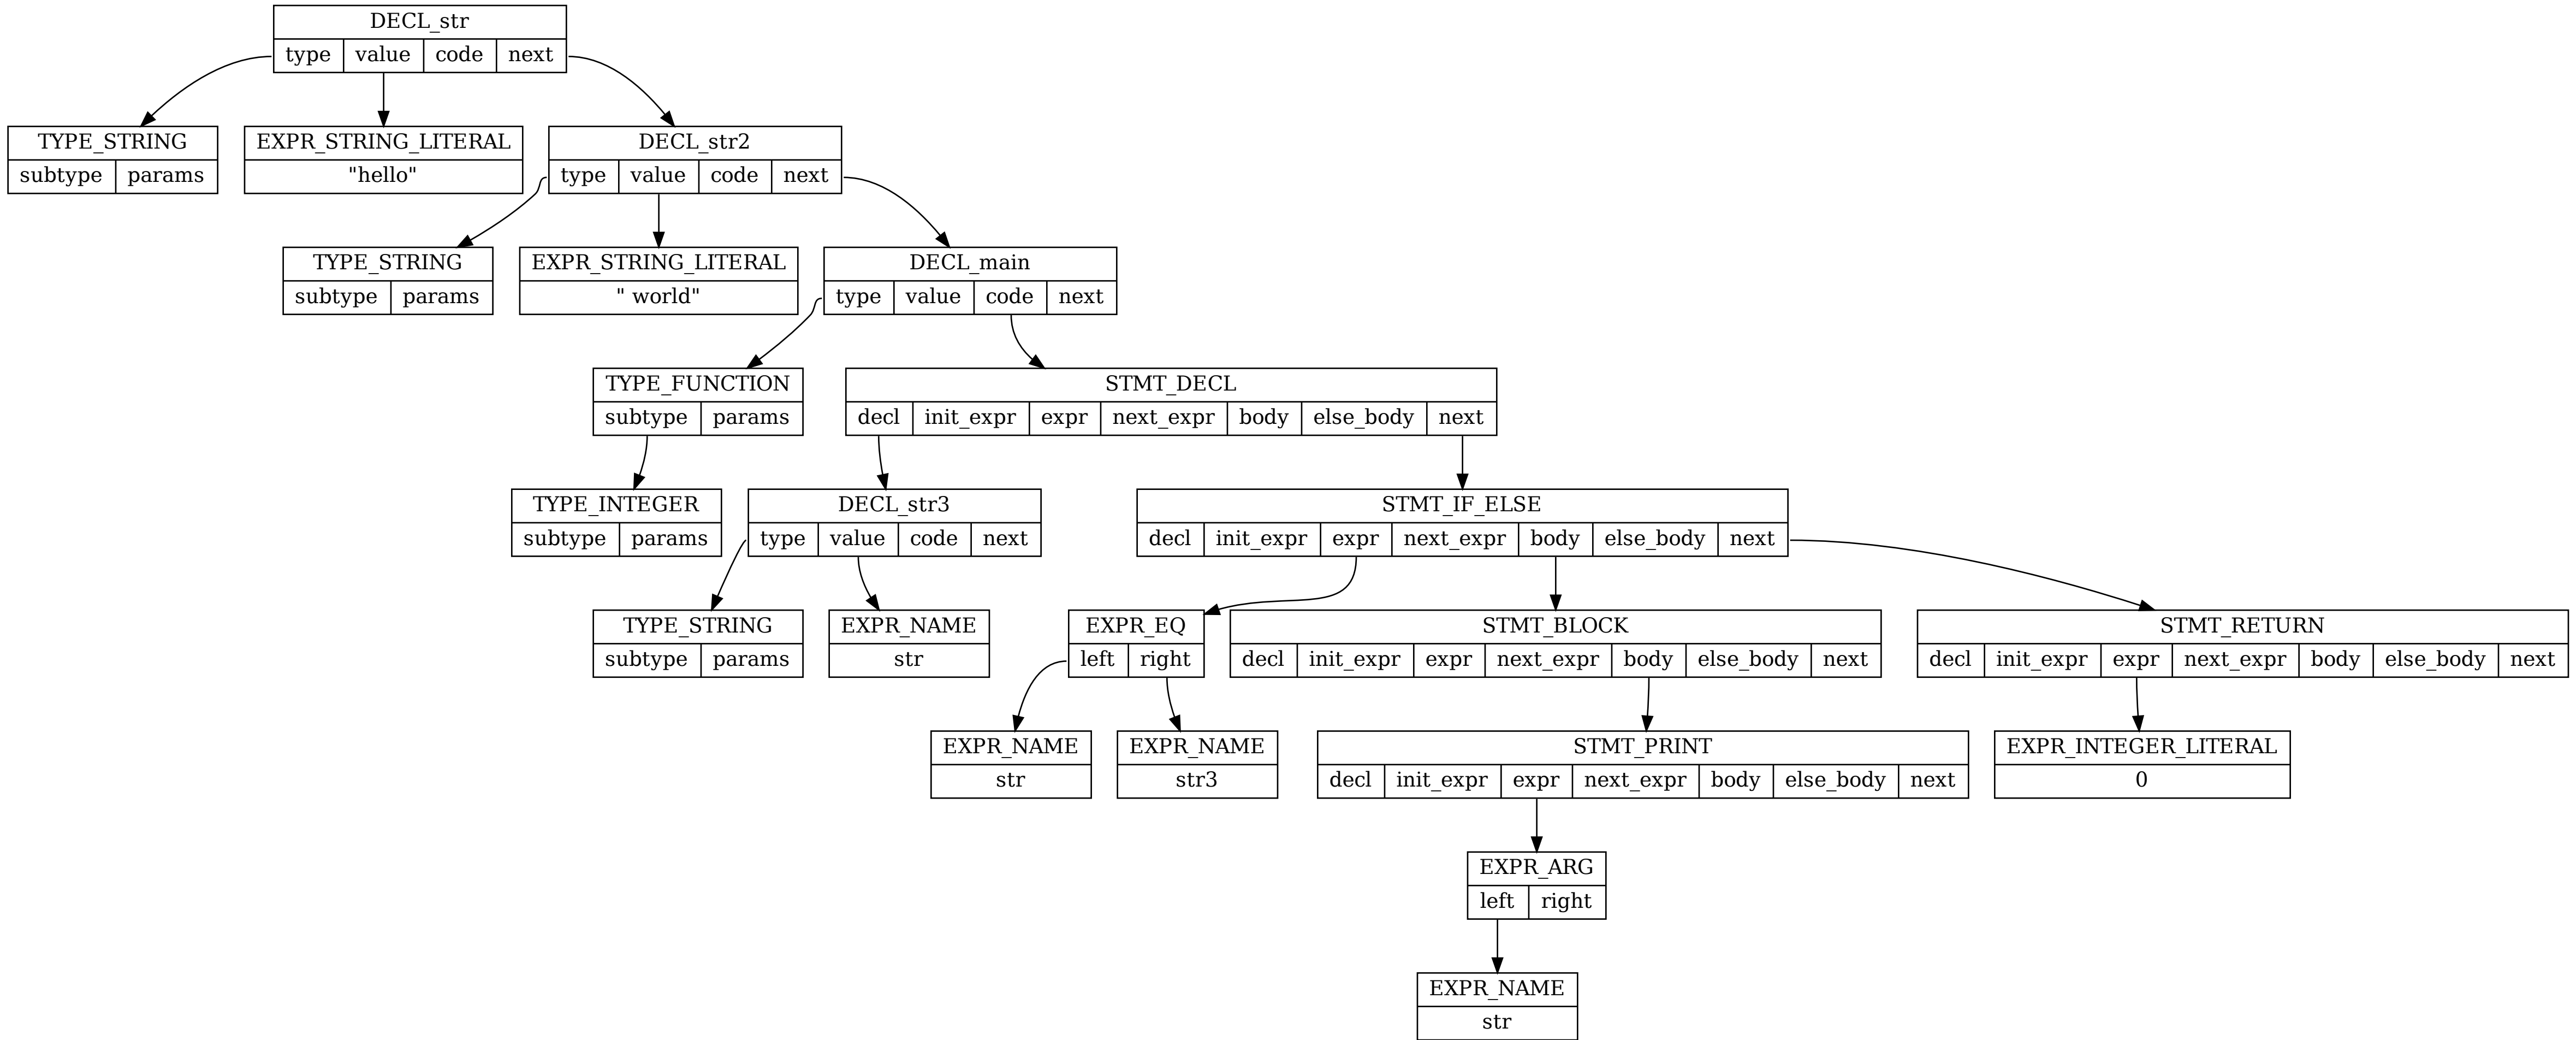 DECL_str
type value code next
TYPE_STRING EXPR_STRING_LITERAL DECL_str2
subtype params "hello" type value code next
TYPE_STRING EXPR_STRING_LITERAL DECL_main
subtype params " world" type value code next
TYPE_FUNCTION STMT_DECL
subtype params decl init_expr expr next_expr body else_body next
TYPE_INTEGER DECL_str3 STMT_IF_ELSE
subtype params type value code next decl init_expr expr next_expr body else_body next
TYPE_STRING EXPR_NAME EXPR_EQ STMT_BLOCK STMT_RETURN
subtype params str left right decl init_expr expr next_expr body else_body next decl init_expr expr next_expr body else_body next
EXPR_NAME EXPR_NAME STMT_PRINT EXPR_INTEGER_LITERAL
str str3 decl init_expr expr next_expr body else_body next 0
EXPR_ARG
left right
EXPR_NAME
str